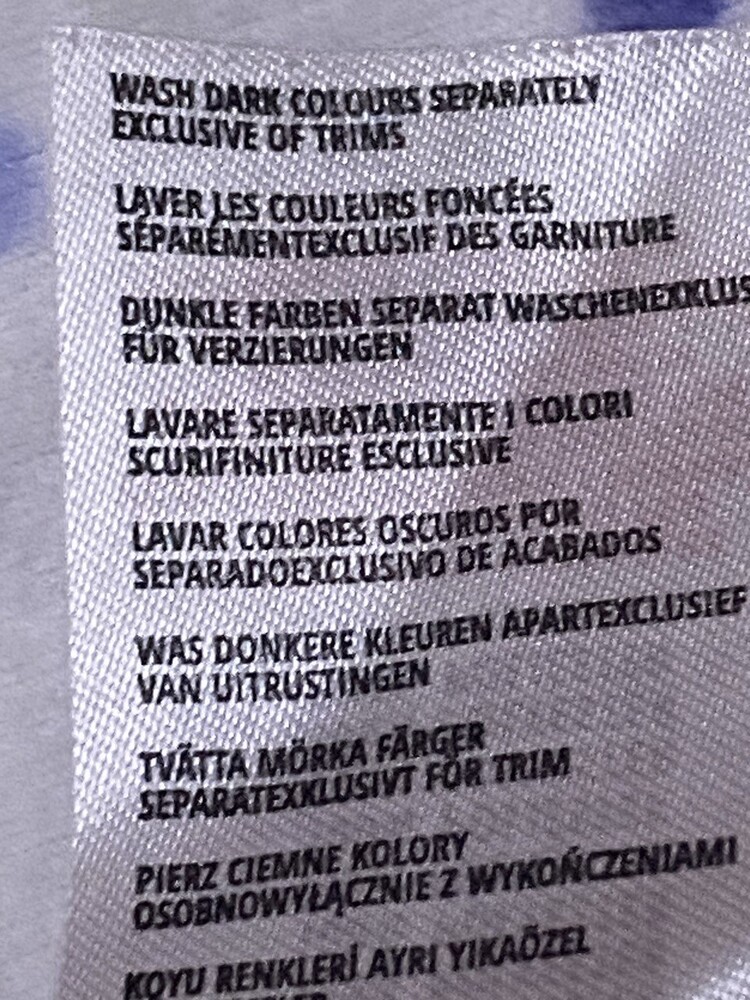 WASH DARK COLOURS SEPARATELY
EXCLUSIVE OF TRIMS
LAVER LES COULEURS FONCÉES
SÉPARÉMENTEXCLUSIF DES GARNITURE
DUNKLE FARBEN SEPARAT WASCHENEXKLUS
FÜR VERZIERUNGEN
LAVARE SEPARATAMENTE I COLORI
SCURIFINITURE ESCLUSIVE
LAVAR COLORES OSCUROS POR
SEPARADOEXCLUSIVO DE ACABADOS
WAS DONKERE KLEUREN APARTEXCLUSIEF
VAN UITRUSTINGEN
TVÄTTA MÖRKA FÄRGER
SEPARATEXKLUSIVT FÖR TRIM
PIERZ CIEMNE KOLORY
OSOBNOWYŁĄCZNIE Z WYKOŃCZENIAMI
KOYU RENKLERİ AYRI YIKAÖZEL